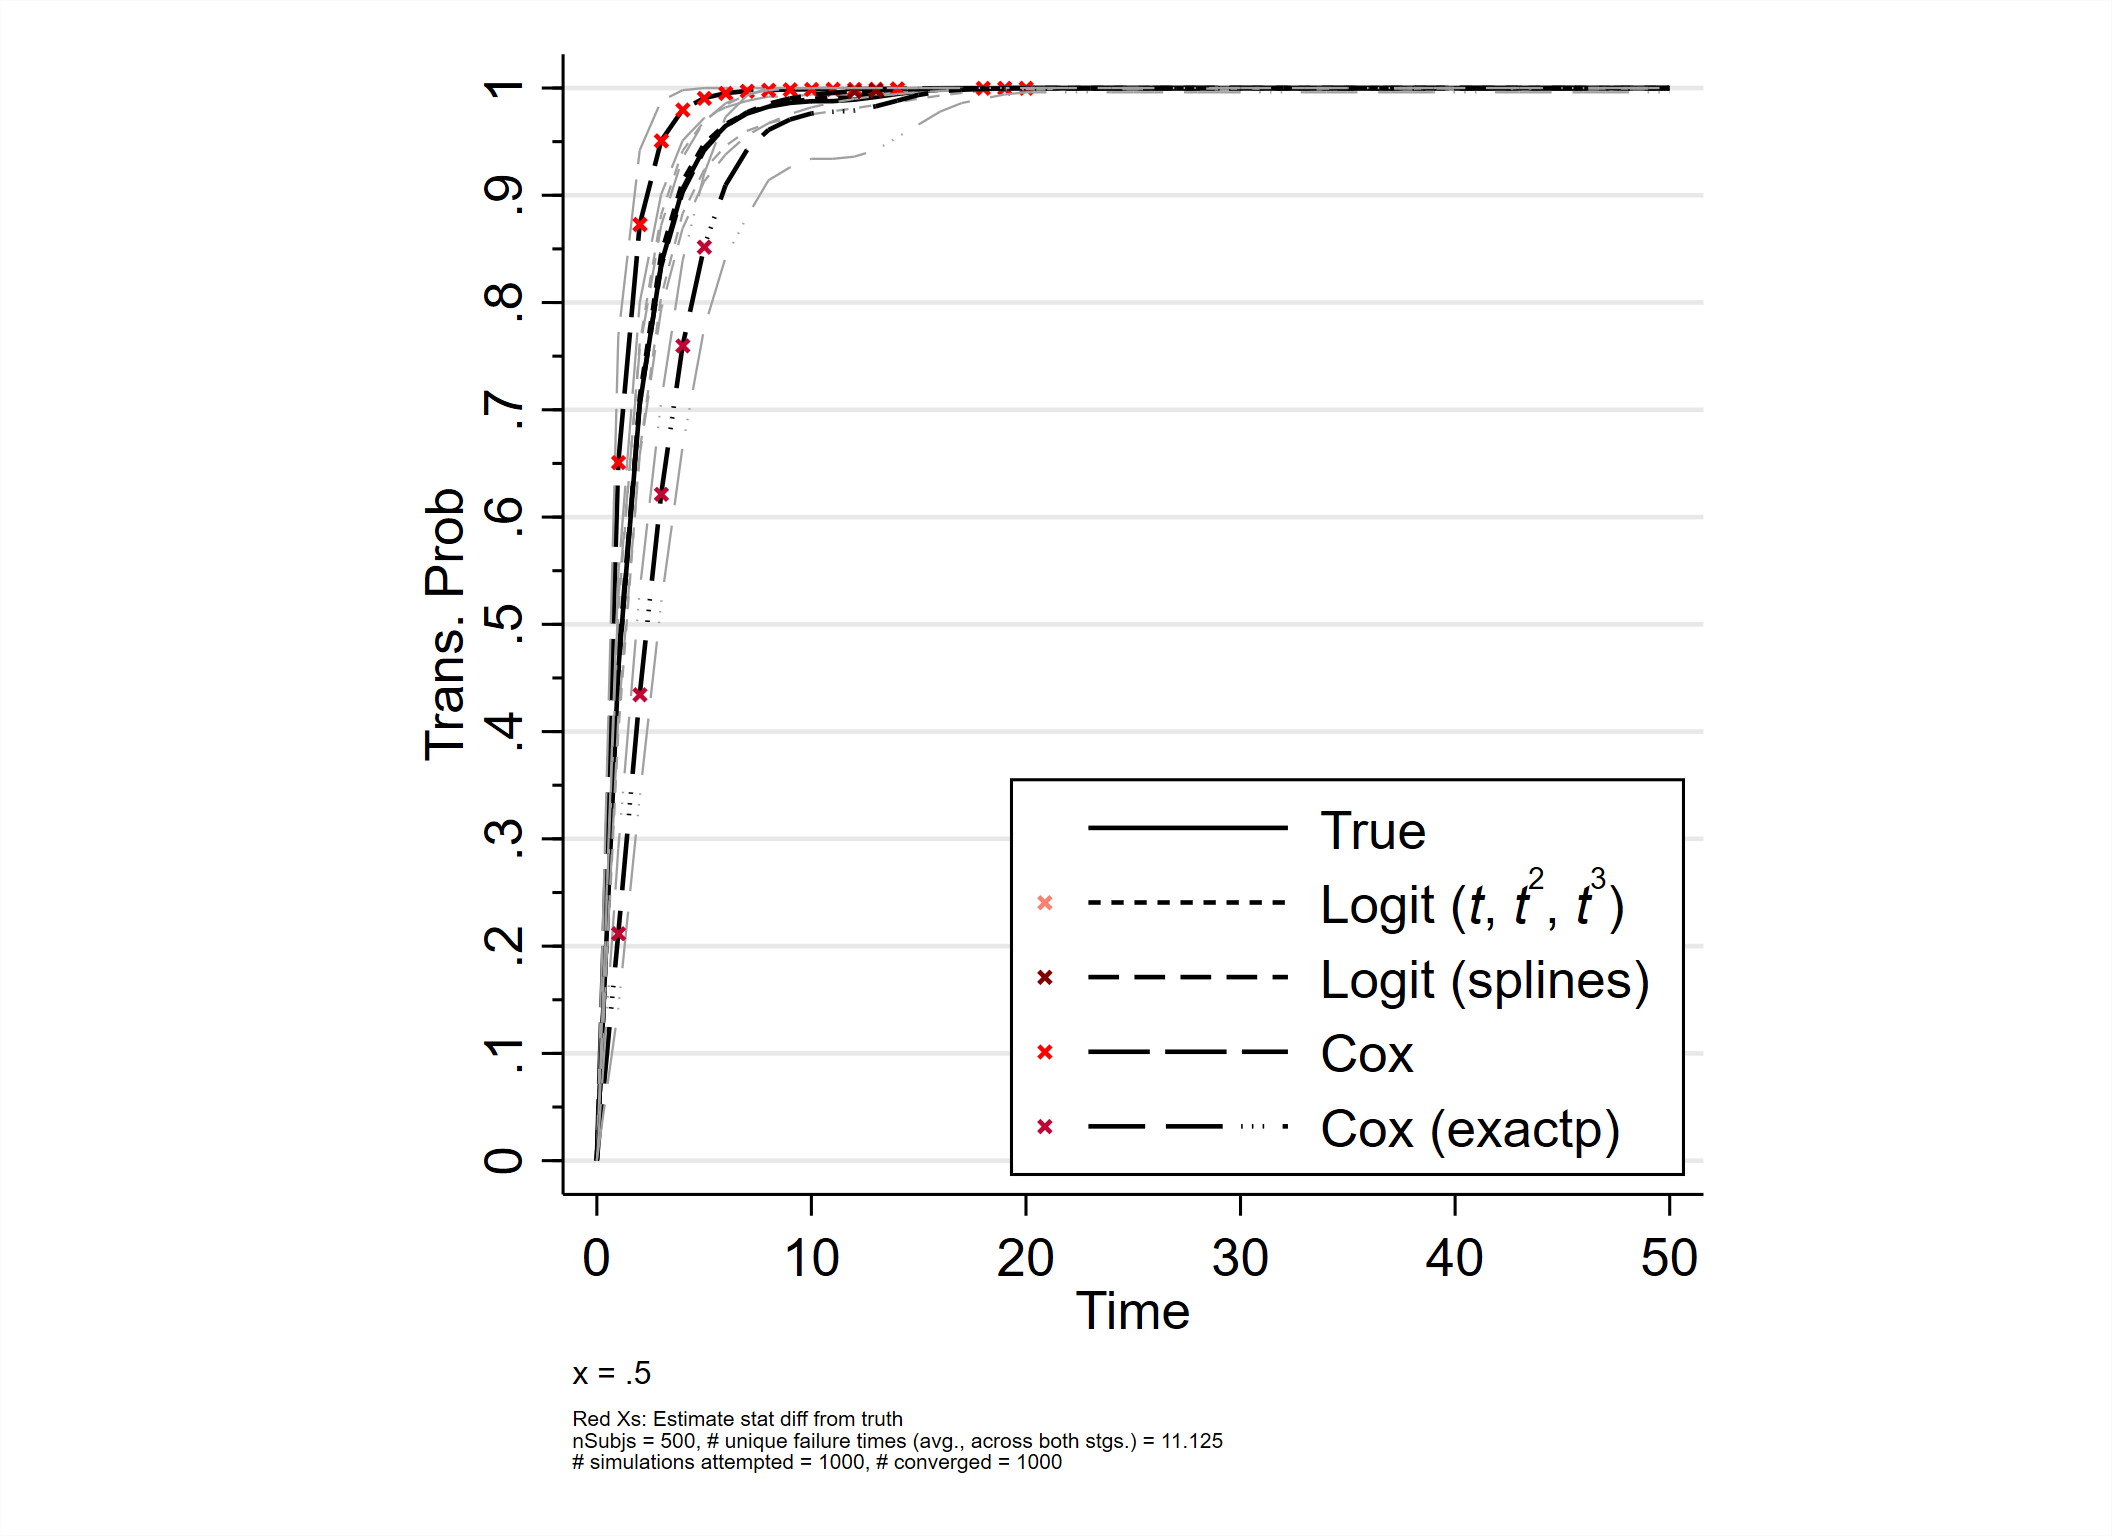 Trans. Prob
1
.9
.8
.7
.6
.5
.4
.3
.2
.1
0
True
Logit (t, t², t³)
Logit (splines)
Cox
Cox (exactp)
0 10 20 30 40 50
Time
x = .5
Red Xs: Estimate stat diff from truth
nSubjs = 500, # unique failure times (avg., across both stgs.) = 11.125
# simulations attempted = 1000, # converged = 1000